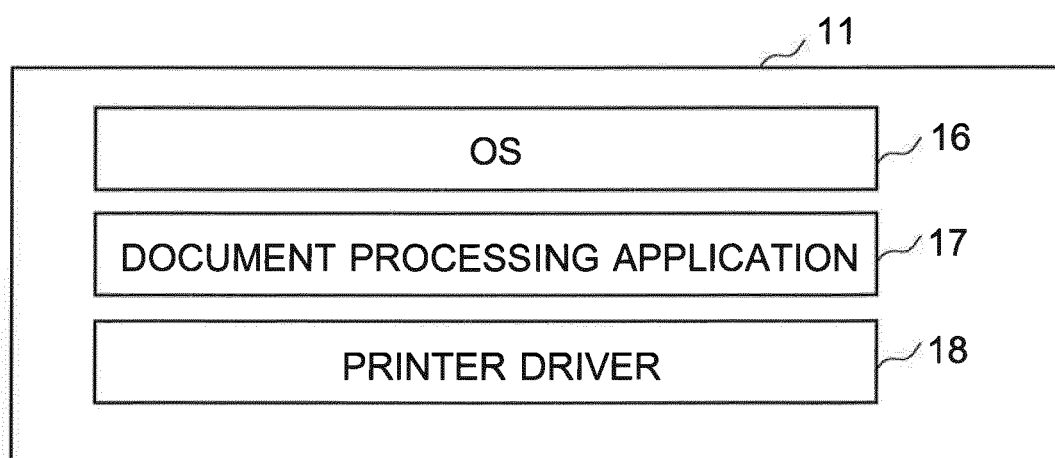 11
OS
16
DOCUMENT PROCESSING APPLICATION
17
PRINTER DRIVER
18